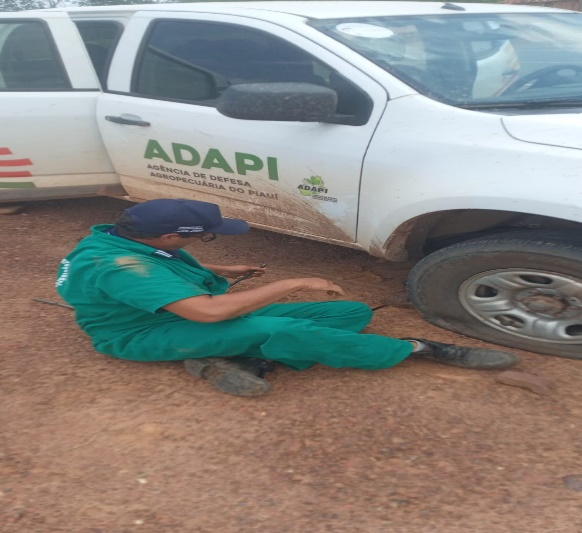 ADAPI
AGÊNCIA DE DEFESA
AGROPECUÁRIA DO PIAUÍ
ADAPI